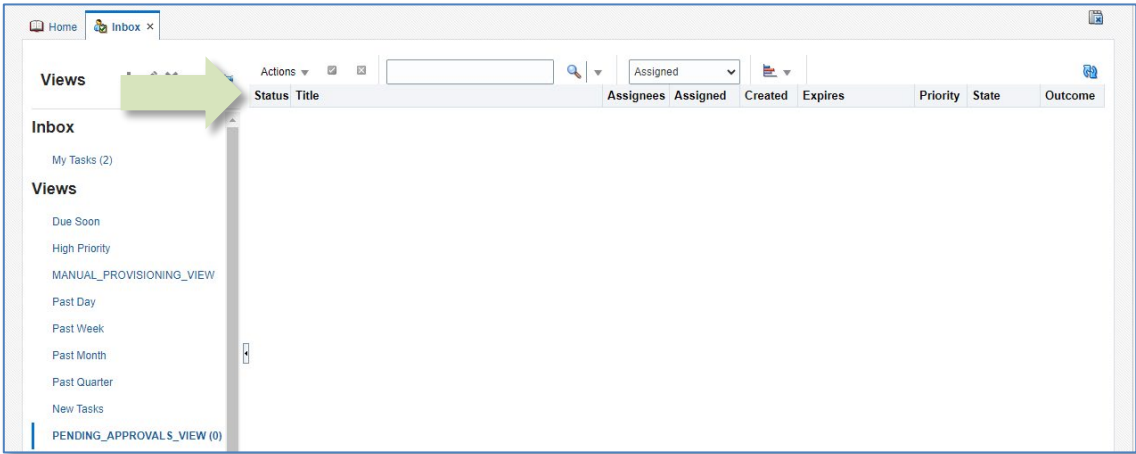 Home
Inbox ×
Views
Actions
Assigned
Status Title Assignees Assigned Created Expires Priority State Outcome
Inbox
My Tasks (2)
Views
Due Soon
High Priority
MANUAL_PROVISIONING_VIEW
Past Day
Past Week
Past Month
Past Quarter
New Tasks
PENDING_APPROVALS_VIEW (0)